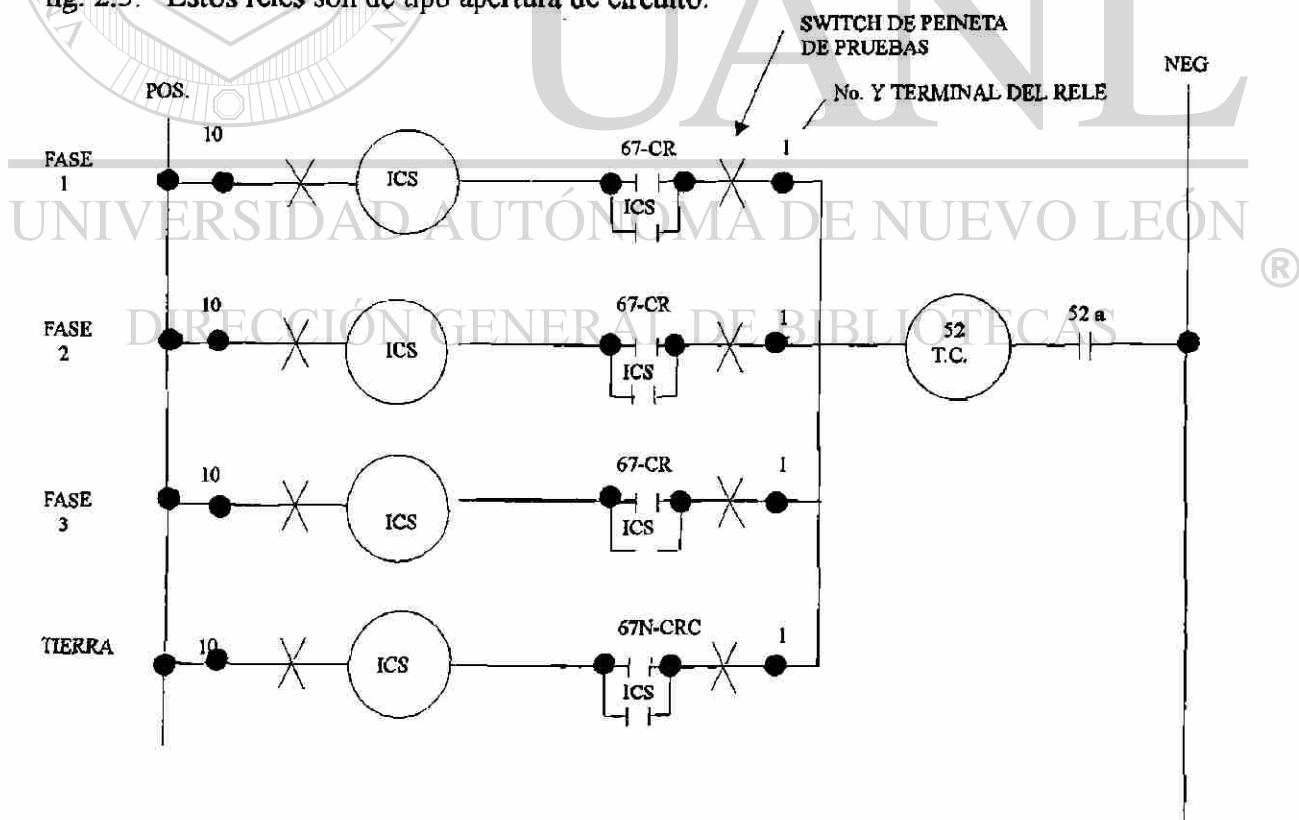 fig. 2.3. Estos relés son de tipo apertura de circuito.
SWITCH DE PEINETA
DE PRUEBAS
POS.
NEG
No. Y TERMINAL DEL RELE
FASE
1
10
ICS
67-CR
ICS
1
FASE
2
10
ICS
67-CR
ICS
1
52
T.C.
52 a
FASE
3
10
ICS
67-CR
ICS
1
TIERRA
10
ICS
67N-CRC
ICS
1
UANL
UNIVERSIDAD AUTÓNOMA DE NUEVO LEÓN
®
DIRECCIÓN GENERAL DE BIBLIOTECAS